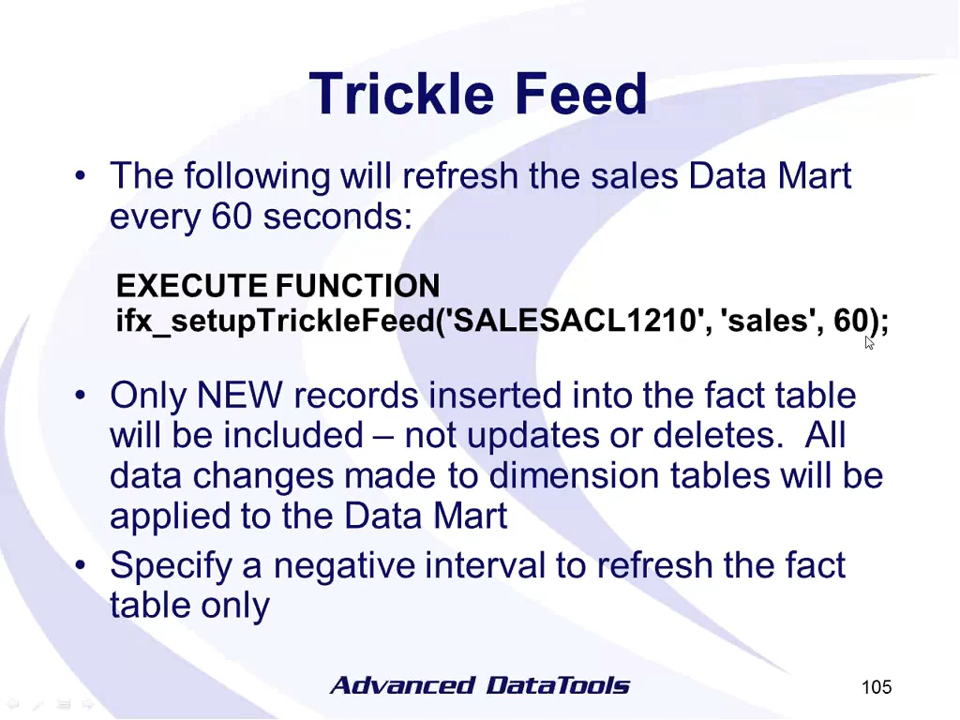 Trickle Feed
• The following will refresh the sales Data Mart
every 60 seconds:
EXECUTE FUNCTION
ifx_setupTrickleFeed('SALESACL1210', 'sales', 60);
• Only NEW records inserted into the fact table
will be included – not updates or deletes.  All
data changes made to dimension tables will be
applied to the Data Mart
• Specify a negative interval to refresh the fact
table only
Advanced DataTools
105